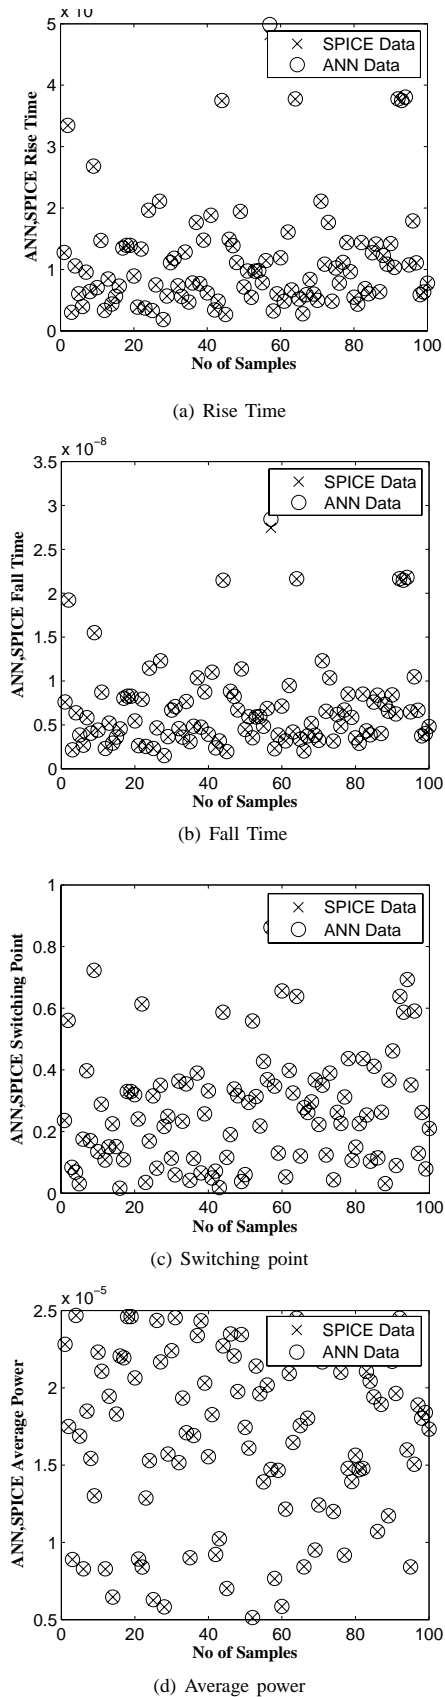 x 10
5
4
3
2
1
0
ANN,SPICE Rise Time
× SPICE Data
○ ANN Data
0 20 40 60 80 100
No of Samples
(a) Rise Time
x 10⁻⁸
3.5
3
2.5
2
1.5
1
0.5
0
ANN,SPICE Fall Time
× SPICE Data
○ ANN Data
0 20 40 60 80 100
No of Samples
(b) Fall Time
1
0.8
0.6
0.4
0.2
0
ANN,SPICE Switching Point
× SPICE Data
○ ANN Data
0 20 40 60 80 100
No of Samples
(c) Switching point
x 10⁻⁵
2.5
2
1.5
1
0.5
ANN,SPICE Average Power
× SPICE Data
○ ANN Data
0 20 40 60 80 100
No of Samples
(d) Average power